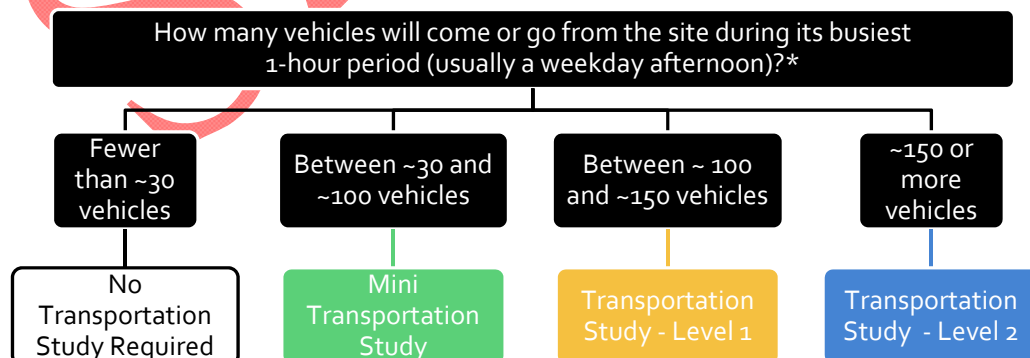 How many vehicles will come or go from the site during its busiest
1-hour period (usually a weekday afternoon)?*
Fewer
than ~30
vehicles
Between ~30 and
~100 vehicles
Between ~ 100
and ~150 vehicles
~150 or
more
vehicles
No
Transportation
Study Required
Mini
Transportation
Study
Transportation
Study - Level 1
Transportation
Study - Level 2